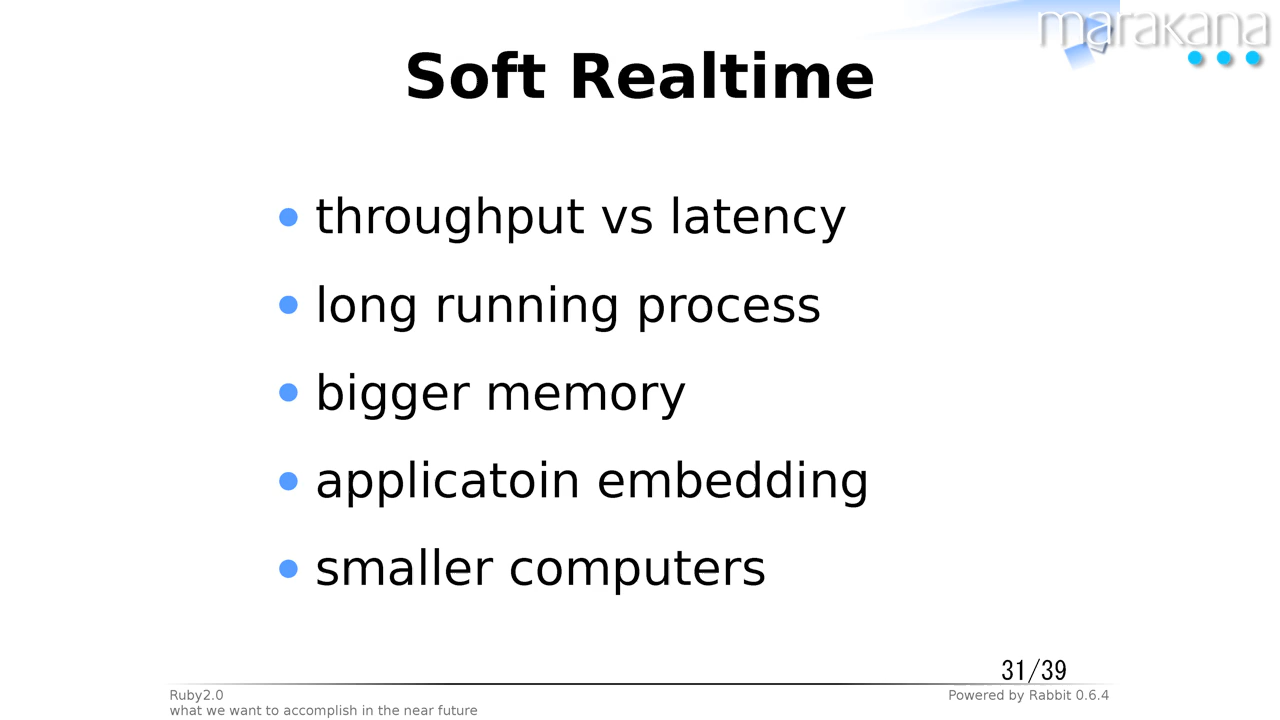 marakana
Soft Realtime
throughput vs latency
long running process
bigger memory
applicatoin embedding
smaller computers
31/39
Ruby2.0
Powered by Rabbit 0.6.4
what we want to accomplish in the near future